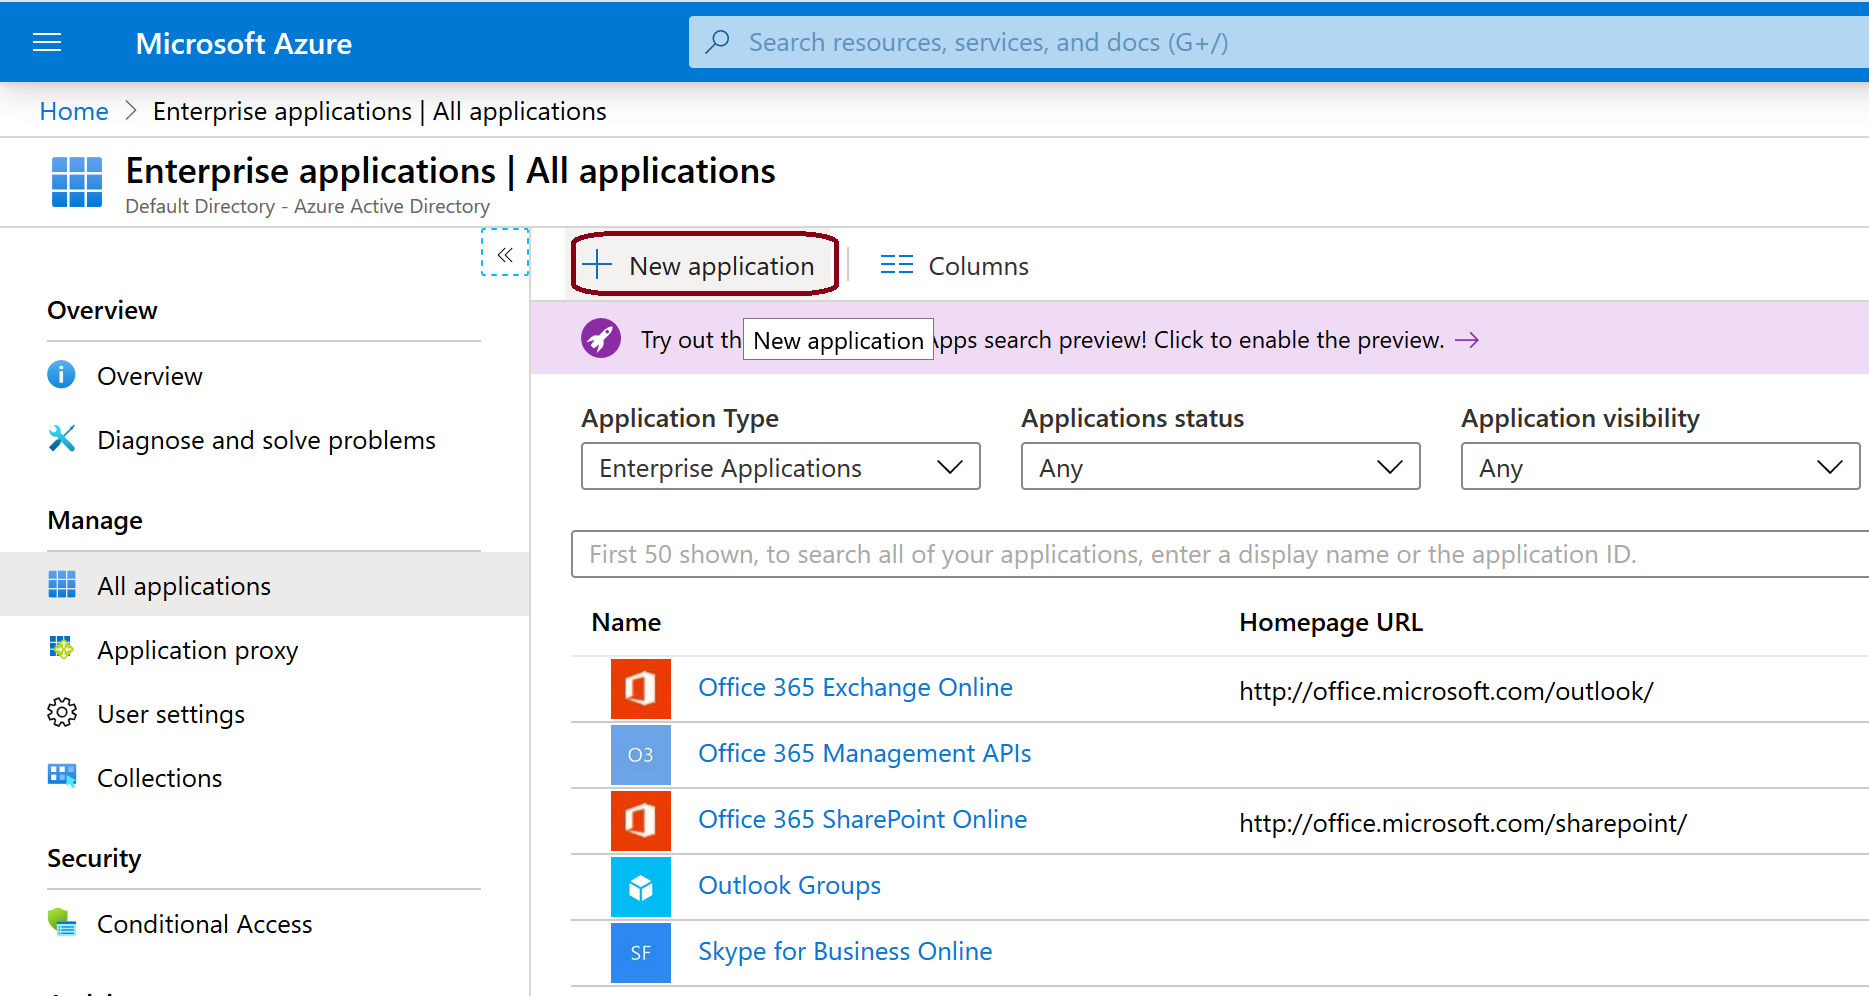 Microsoft Azure
Search resources, services, and docs (G+/)
Home > Enterprise applications | All applications
Enterprise applications | All applications
Default Directory - Azure Active Directory
«
New application
Columns
Try out th
New application
Apps search preview! Click to enable the preview. →
Overview
Overview
Diagnose and solve problems
Manage
All applications
Application proxy
User settings
Collections
Security
Conditional Access
Application Type
Applications status
Application visibility
Enterprise Applications
Any
Any
First 50 shown, to search all of your applications, enter a display name or the application ID.
Name
Homepage URL
Office 365 Exchange Online
http://office.microsoft.com/outlook/
O3
Office 365 Management APIs
Office 365 SharePoint Online
http://office.microsoft.com/sharepoint/
Outlook Groups
SF
Skype for Business Online